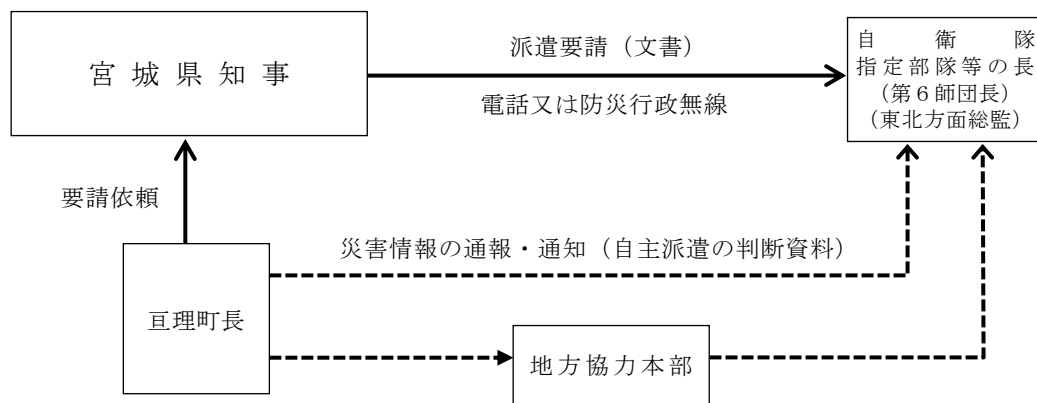 宮城県知事
派遣要請（文書）
電話又は防災行政無線
自衛隊
指定部隊等の長
(第６師団長)
(東北方面総監)
要請依頼
災害情報の通報・通知（自主派遣の判断資料）
亘理町長
地方協力本部